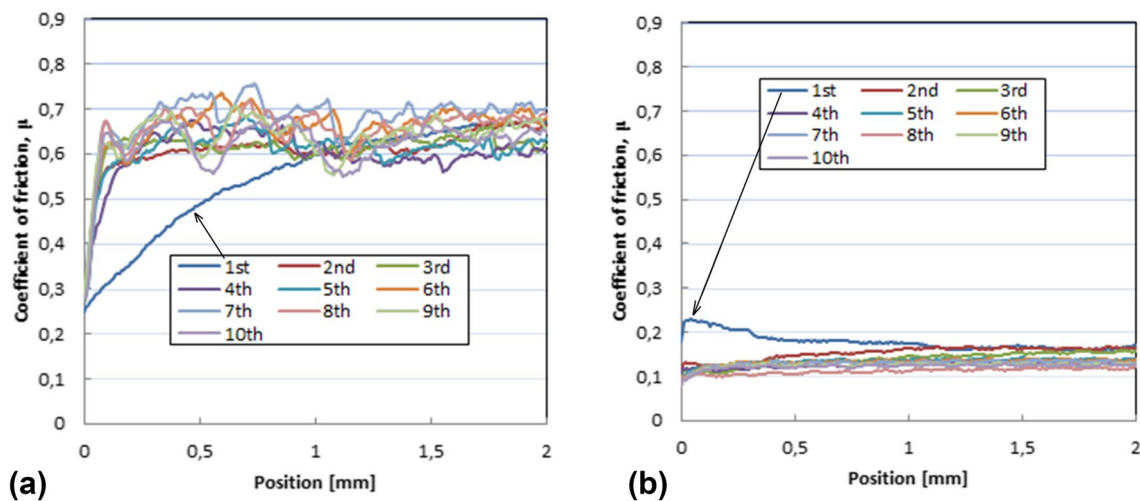 0,9
0,8
0,7
0,6
0,5
0,4
0,3
0,2
0,1
0
Coefficient of friction, μ
1st 2nd 3rd
4th 5th 6th
7th 8th 9th
10th
0 0,5 1 1,5 2
Position [mm]
(a)
0,9
0,8
0,7
0,6
0,5
0,4
0,3
0,2
0,1
0
Coefficient of friction, μ
1st 2nd 3rd
4th 5th 6th
7th 8th 9th
10th
0 0,5 1 1,5 2
Position [mm]
(b)